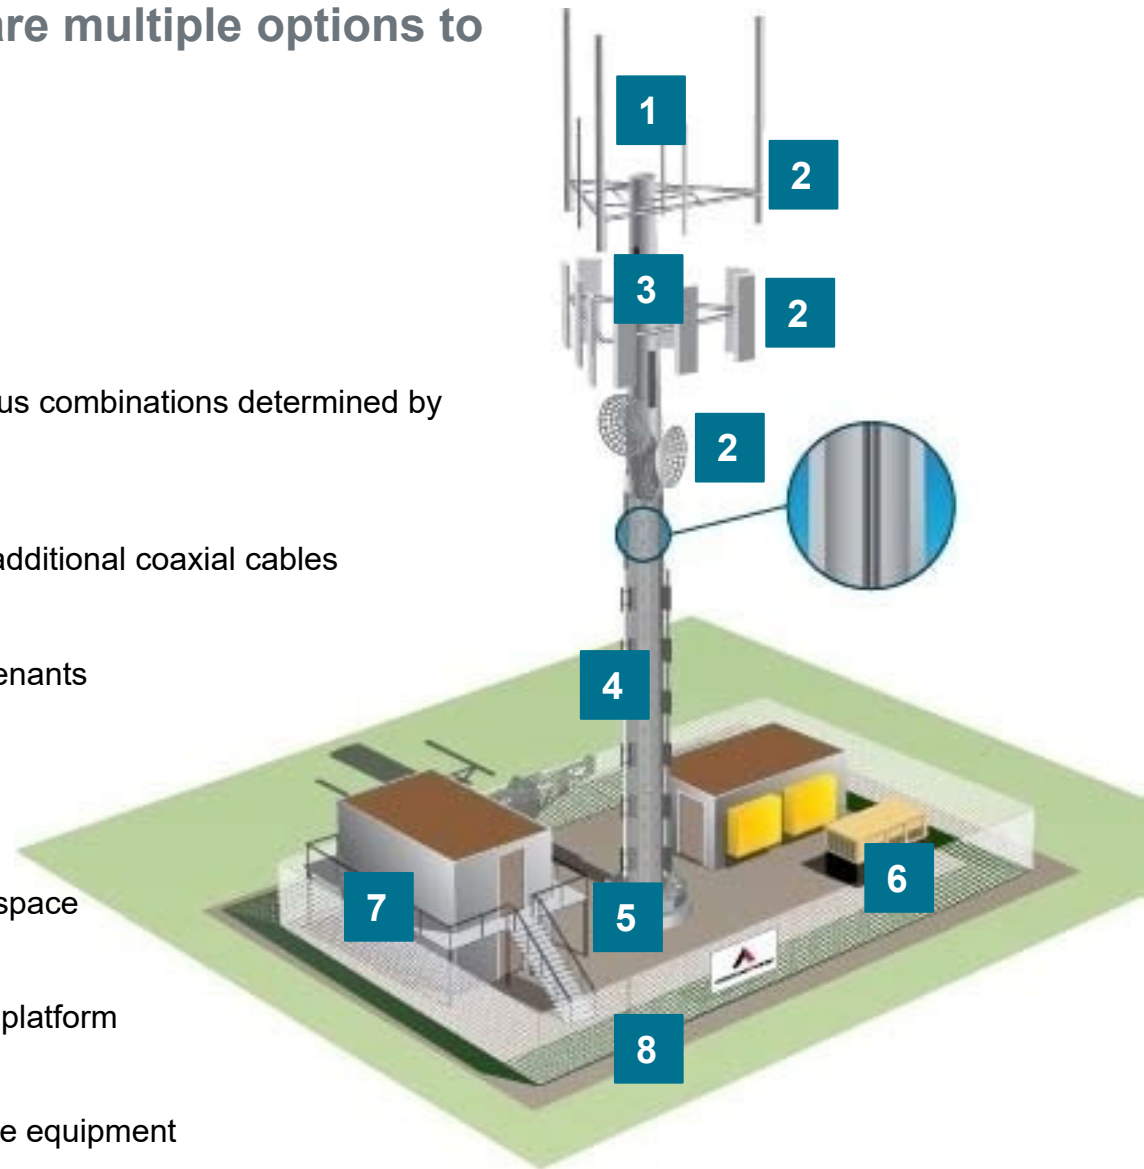 are multiple options to
1
2
3
2
us combinations determined by
2
additional coaxial cables
enants
4
6
space
7
5
platform
8
e equipment